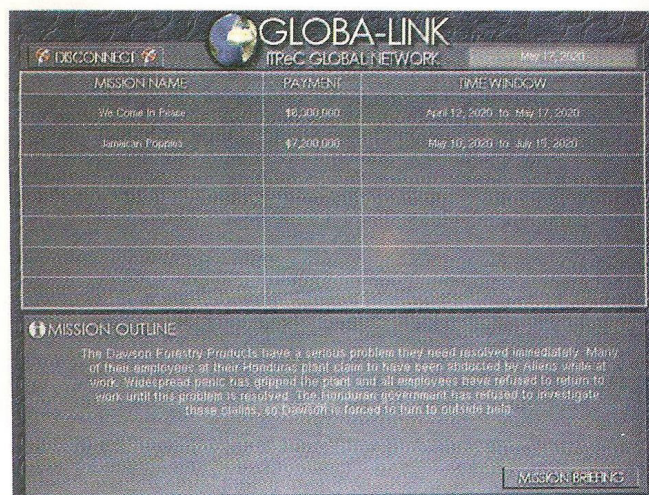 GLOBA-LINK
DISCONNECT
ITPeC GLOBAL NETWORK
May 17, 2020
MISSION NAME PAYMENT TIME WINDOW
We Come In Peace $8,000,000 April 12, 2020 to May 17, 2020
Jamaican Poppies $7,200,000 May 10, 2020 to July 15, 2020
MISSION OUTLINE
The Dawson Forestry Products have a serious problem they need resolved immediately. Many
of their employees at their Honduras plant claim to have been abducted by Aliens while at
work. Widespread panic has gripped the plant and all employees have refused to return to
work until this problem is resolved. The Honduran government has refused to investigate
these claims, so Dawson is forced to turn to outside help.
MISSION BRIEFING